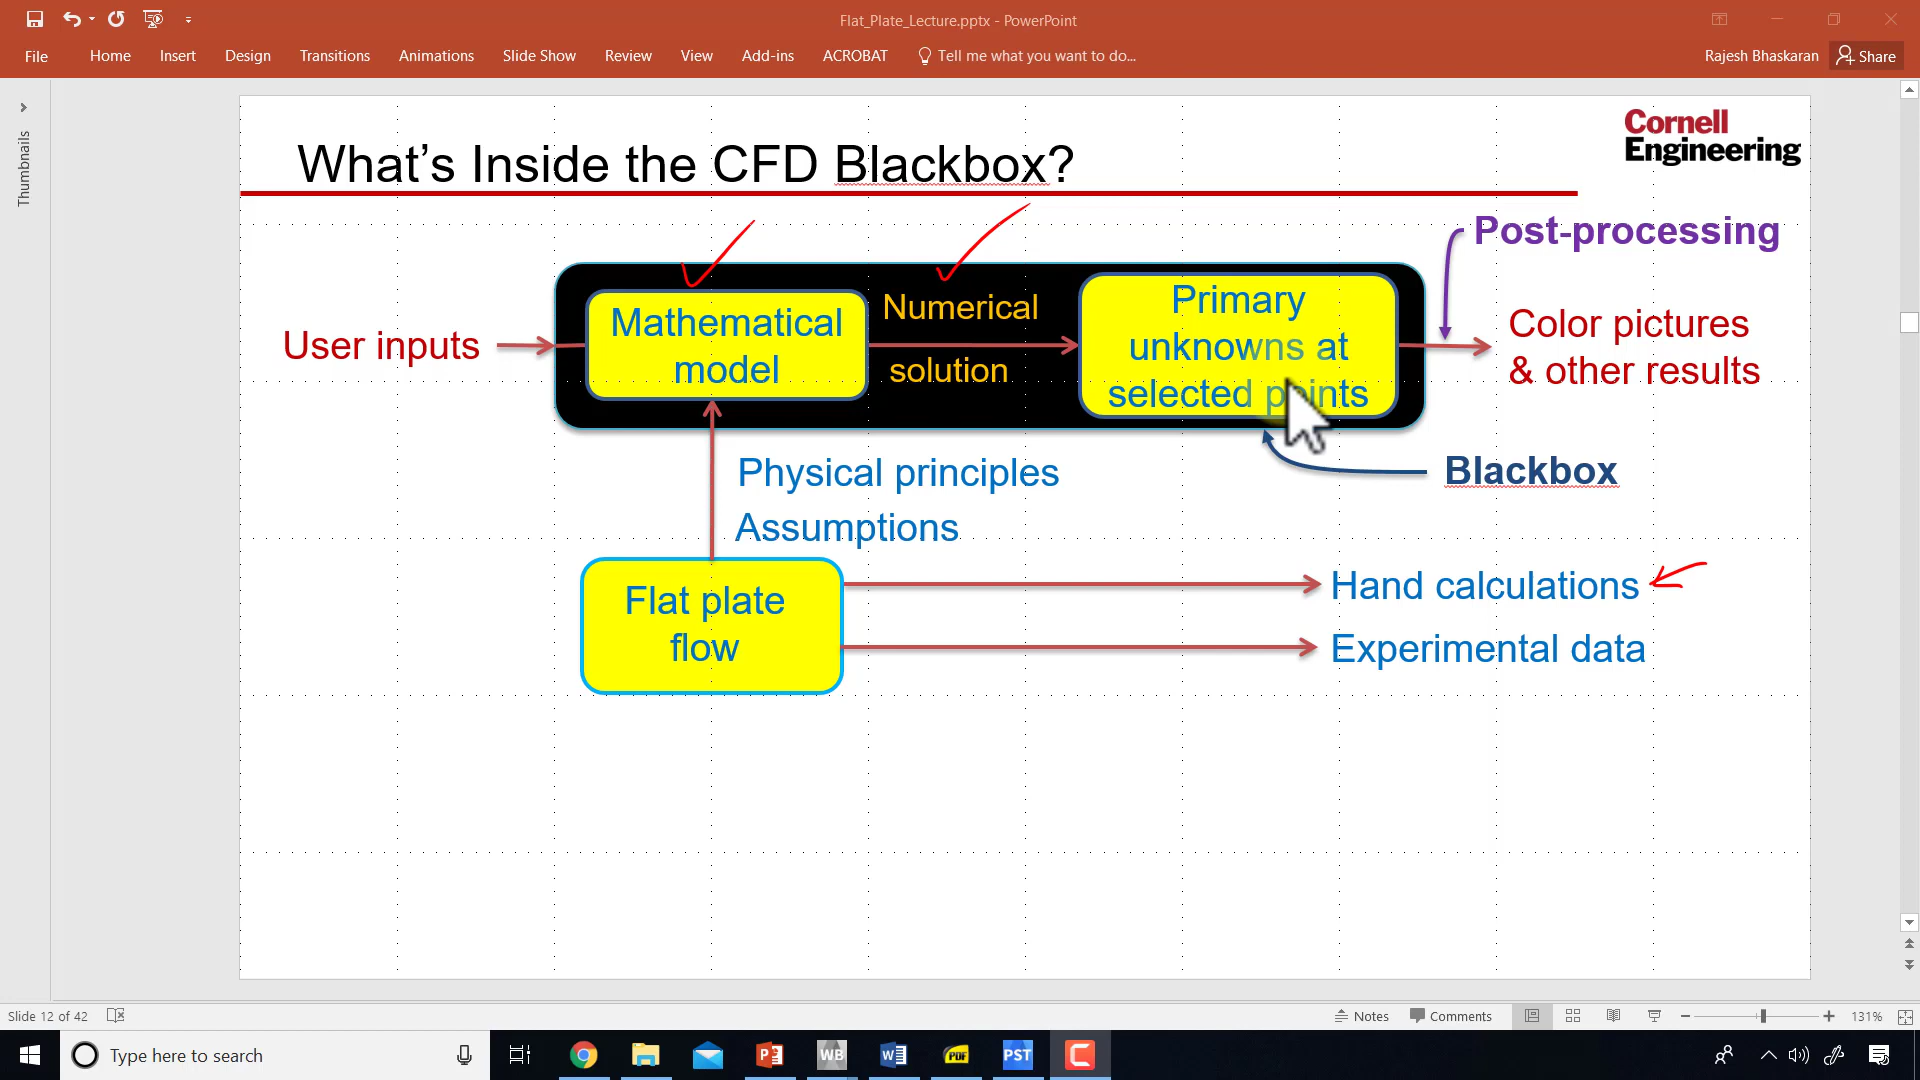 Flat_Plate_Lecture.pptx - PowerPoint
File Home Insert Design Transitions Animations Slide Show Review View Add-ins ACROBAT Tell me what you want to do... Rajesh Bhaskaran Share
Thumbnails
What's Inside the CFD Blackbox?
Cornell
Engineering
Post-processing
User inputs
Mathematical
model
Numerical
solution
Primary
unknowns at
selected points
Color pictures
& other results
Physical principles
Assumptions
Blackbox
Flat plate
flow
Hand calculations
Experimental data
Slide 12 of 42 Notes Comments 131%
Type here to search
P
WB
W
PDF
PST
C